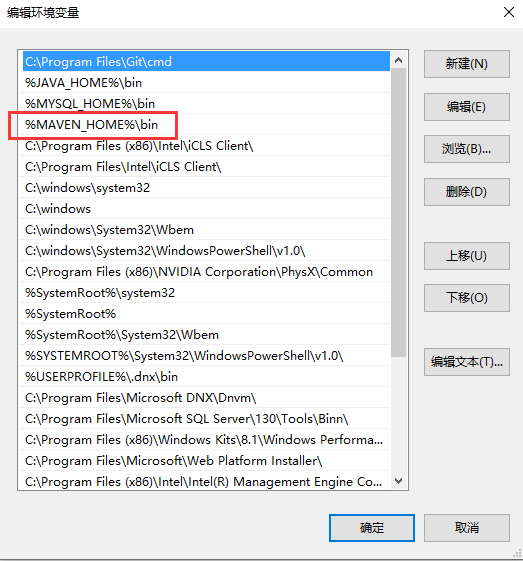 编辑环境变量
C:\Program Files\Git\cmd
%JAVA_HOME%\bin
%MYSQL_HOME%\bin
%MAVEN_HOME%\bin
C:\Program Files (x86)\Intel\iCLS Client\
C:\Program Files\Intel\iCLS Client\
C:\windows\system32
C:\windows
C:\windows\System32\Wbem
C:\windows\System32\WindowsPowerShell\v1.0\
C:\Program Files (x86)\NVIDIA Corporation\PhysX\Common
%SystemRoot%\system32
%SystemRoot%
%SystemRoot%\System32\Wbem
%SYSTEMROOT%\System32\WindowsPowerShell\v1.0\
%USERPROFILE%\.dnx\bin
C:\Program Files\Microsoft DNX\Dnvm\
C:\Program Files\Microsoft SQL Server\130\Tools\Binn\
C:\Program Files (x86)\Windows Kits\8.1\Windows Performa...
C:\Program Files\Microsoft\Web Platform Installer\
C:\Program Files (x86)\Intel\Intel(R) Management Engine Co...
新建(N)
编辑(E)
浏览(B)...
删除(D)
上移(U)
下移(O)
编辑文本(T)...
确定
取消